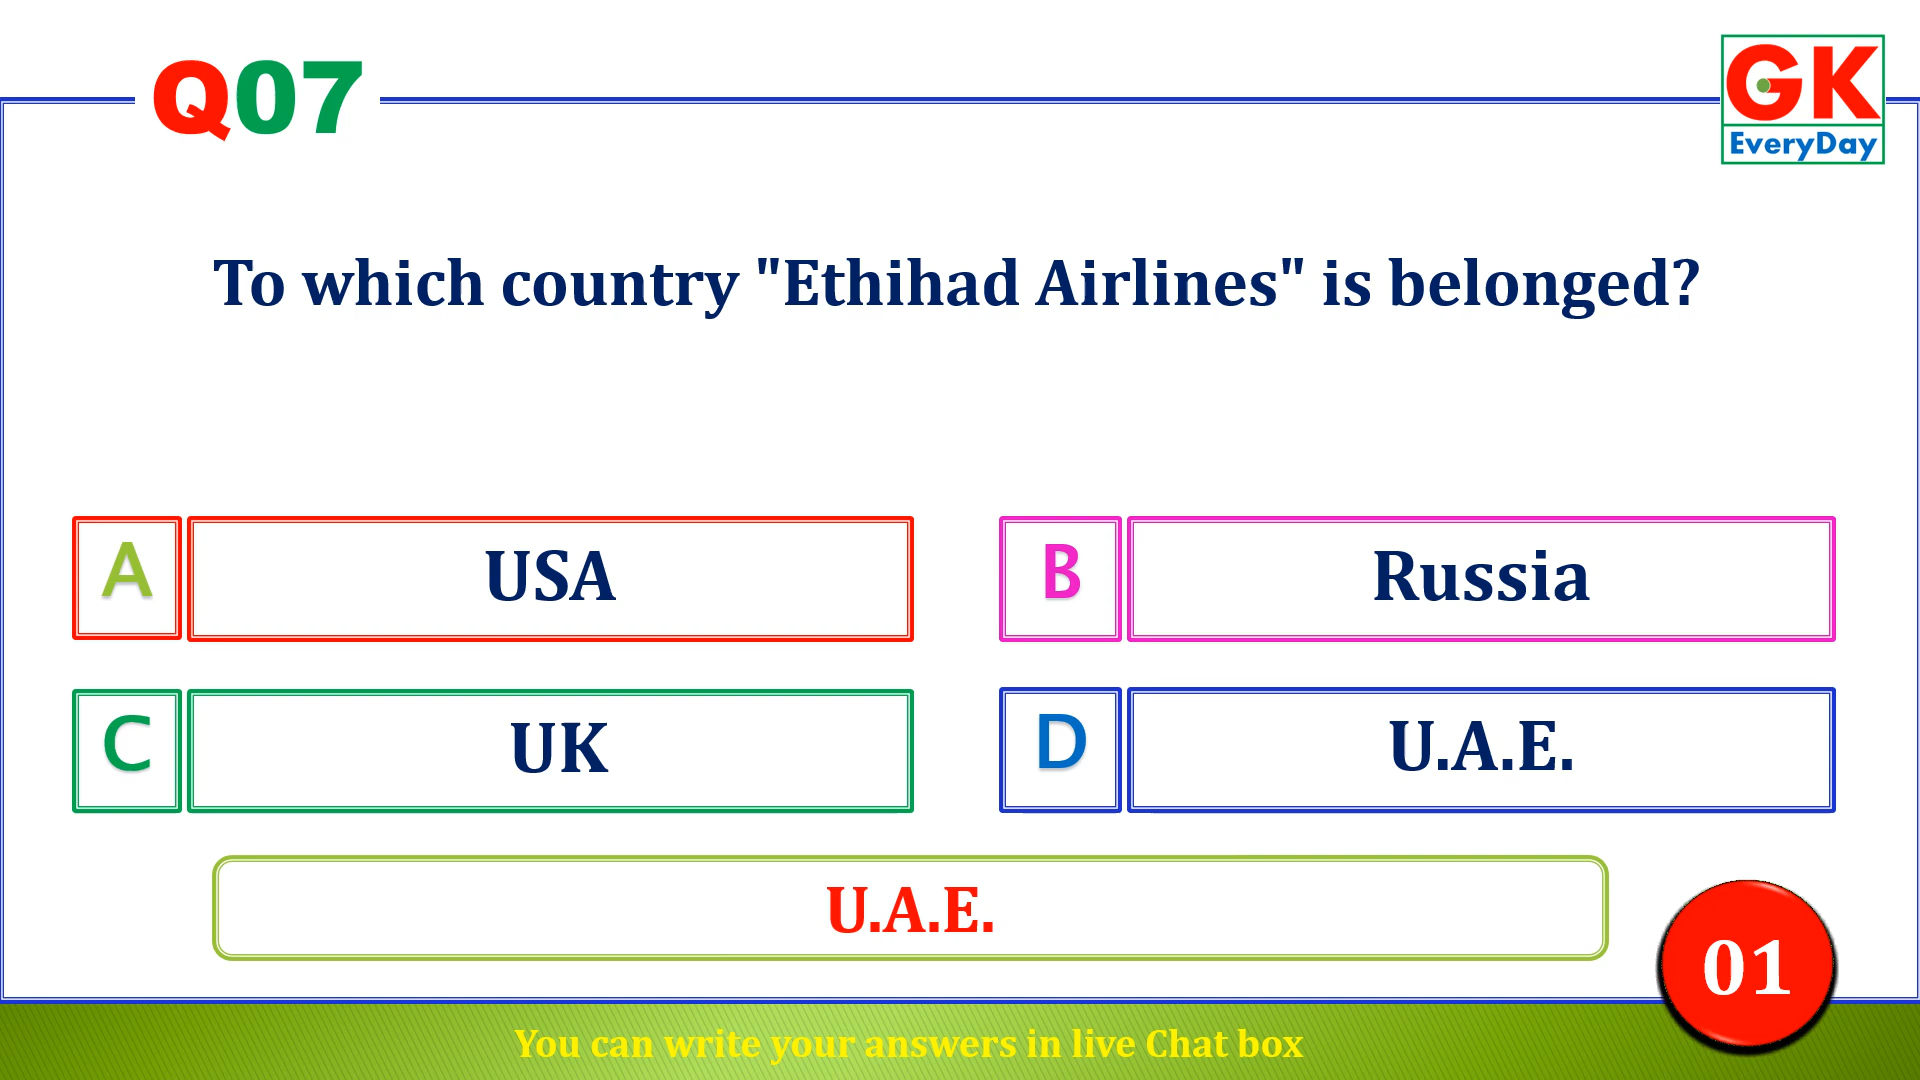 Q07
GK
EveryDay
To which country "Ethihad Airlines" is belonged?
A
USA
B
Russia
C
UK
D
U.A.E.
U.A.E.
01
You can write your answers in live Chat box